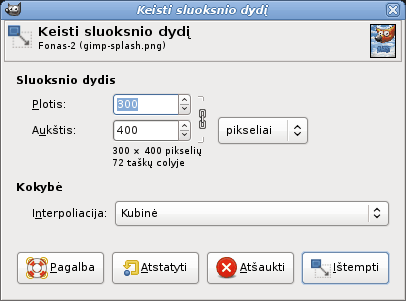 Keisti sluoksnio dydį
Keisti sluoksnio dydį
Fonas-2 (gimp-splash.png)
Sluoksnio dydis
Plotis: 300
Aukštis: 400 pikseliai
300 × 400 pikselių
72 taškų colyje
Kokybė
Interpoliacija: Kubinė
Pagalba Atstatyti Atšaukti Ištempti